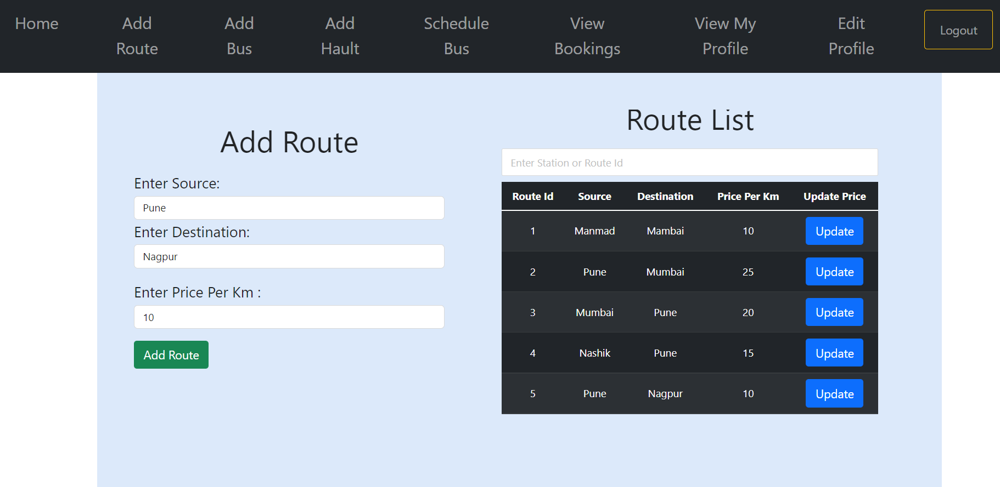 Home
Add
Route
Add
Bus
Add
Hault
Schedule
Bus
View
Bookings
View My
Profile
Edit
Profile
Logout
Add Route
Enter Source:
Pune
Enter Destination:
Nagpur
Enter Price Per Km :
10
Add Route
Route List
Enter Station or Route Id
Route Id Source Destination Price Per Km Update Price
1 Manmad Mambai 10 Update
2 Pune Mumbai 25 Update
3 Mumbai Pune 20 Update
4 Nashik Pune 15 Update
5 Pune Nagpur 10 Update